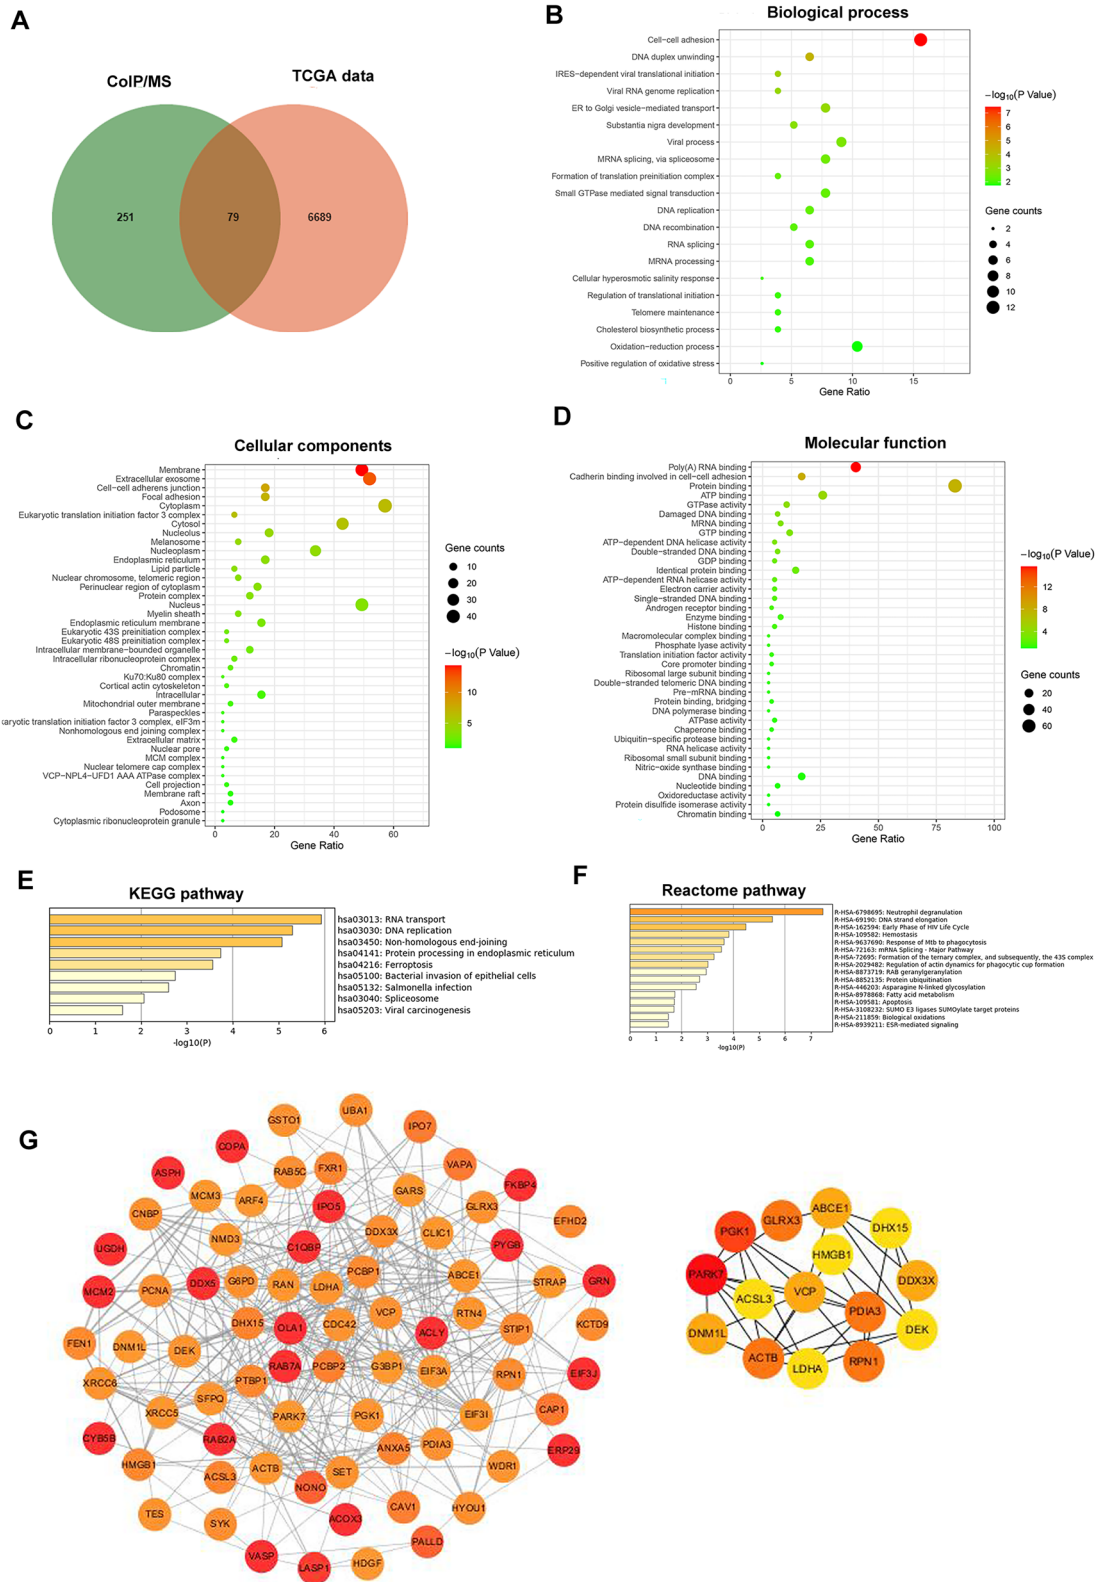 A
CoIP/MS
TCGA data
251
79
6689
B
Biological process
Cell-cell adhesion
DNA duplex unwinding
IRES-dependent viral translational initiation
Viral RNA genome replication
ER to Golgi vesicle-mediated transport
Substantia nigra development
Viral process
MRNA splicing, via spliceosome
Formation of translation preinitiation complex
Small GTPase mediated signal transduction
DNA replication
DNA recombination
RNA splicing
MRNA processing
Cellular hyperosmotic salinity response
Regulation of translational initiation
Telomere maintenance
Cholesterol biosynthetic process
Oxidation-reduction process
Positive regulation of oxidative stress
0 5 10 15
Gene Ratio
-log10(P Value)
7
6
5
4
3
2
Gene counts
2
4
6
8
10
12
C
Cellular components
Membrane
Extracellular exosome
Cell-cell adherens junction
Focal adhesion
Cytoplasm
Eukaryotic translation initiation factor 3 complex
Cytosol
Nucleolus
Melanosome
Nucleoplasm
Endoplasmic reticulum
Lipid particle
Nuclear chromosome, telomeric region
Perinuclear region of cytoplasm
Protein complex
Nucleus
Myelin sheath
Endoplasmic reticulum membrane
Eukaryotic 43S preinitiation complex
Eukaryotic 48S preinitiation complex
Intracellular membrane-bounded organelle
Intracellular ribonucleoprotein complex
Chromatin
Ku70:Ku80 complex
Cortical actin cytoskeleton
Intracellular
Mitochondrial outer membrane
Paraspeckles
karyotic translation initiation factor 3 complex, eIF3m
Nonhomologous end joining complex
Extracellular matrix
Nuclear pore
MCM complex
Nuclear telomere cap complex
VCP-NPL4-UFD1 AAA ATPase complex
Cell projection
Membrane raft
Axon
Podosome
Cytoplasmic ribonucleoprotein granule
0 20 40 60
Gene Ratio
Gene counts
10
20
30
40
-log10(P Value)
10
5
D
Molecular function
Poly(A) RNA binding
Cadherin binding involved in cell-cell adhesion
Protein binding
ATP binding
GTPase activity
Damaged DNA binding
MRNA binding
GTP binding
ATP-dependent DNA helicase activity
Double-stranded DNA binding
GDP binding
Identical protein binding
ATP-dependent RNA helicase activity
Electron carrier activity
Single-stranded DNA binding
Androgen receptor binding
Enzyme binding
Histone binding
Macromolecular complex binding
Phosphate lyase activity
Translation initiation factor activity
Core promoter binding
Ribosomal large subunit binding
Double-stranded telomeric DNA binding
Pre-mRNA binding
Protein binding, bridging
DNA polymerase binding
ATPase activity
Chaperone binding
Ubiquitin-specific protease binding
RNA helicase activity
Ribosomal small subunit binding
Nitric-oxide synthase binding
DNA binding
Nucleotide binding
Oxidoreductase activity
Protein disulfide isomerase activity
Chromatin binding
0 25 50 75 100
Gene Ratio
-log10(P Value)
12
8
4
Gene counts
20
40
60
E
KEGG pathway
hsa03013: RNA transport
hsa03030: DNA replication
hsa03450: Non-homologous end-joining
hsa04141: Protein processing in endoplasmic reticulum
hsa04216: Ferroptosis
hsa05100: Bacterial invasion of epithelial cells
hsa05132: Salmonella infection
hsa03040: Spliceosome
hsa05203: Viral carcinogenesis
0 1 2 3 4 5 6
-log10(P)
F
Reactome pathway
R-HSA-6798695: Neutrophil degranulation
R-HSA-69190: DNA strand elongation
R-HSA-162594: Early Phase of HIV Life Cycle
R-HSA-109582: Hemostasis
R-HSA-9637690: Response of Mtb to phagocytosis
R-HSA-72163: mRNA Splicing - Major Pathway
R-HSA-72695: Formation of the ternary complex, and subsequently, the 43S complex
R-HSA-2029482: Regulation of actin dynamics for phagocytic cup formation
R-HSA-8873719: RAB geranylgeranylation
R-HSA-8852135: Protein ubiquitination
R-HSA-446203: Asparagine N-linked glycosylation
R-HSA-8978868: Fatty acid metabolism
R-HSA-109581: Apoptosis
R-HSA-3108232: SUMO E3 ligases SUMOylate target proteins
R-HSA-211859: Biological oxidations
R-HSA-8939211: ESR-mediated signaling
0 1 2 3 4 5 6 7
-log10(P)
G
UBA1
GSTO1
IPO7
COPA
ASPH
RAB5C
FXR1
VAPA
FKBP4
MCM3
ARF4
GARS
IPO5
GLRX3
CNBP
EFHD2
DDX3X
CLIC1
NMD3
C1QBP
PYGB
UGDH
PCBP1
ABCE1
MCM2
PCNA
DDX5
G6PD
RAN
LDHA
STRAP
GRN
VCP
RTN4
DHX15
OLA1
CDC42
ACLY
STIP1
KCTD9
FEN1
DNM1L
DEK
RAB7A
PCBP2
G3BP1
EIF3A
RPN1
EIF3J
XRCC6
PTBP1
SFPQ
XRCC5
PARK7
PGK1
EIF3I
CAP1
CYB5B
RAB2A
ANXA5
PDIA3
ERP29
HMGB1
ACSL3
ACTB
SET
WDR1
NONO
CAV1
HYOU1
TES
SYK
ACOX3
PALLD
VASP
LASP1
HDGF
PGK1
GLRX3
ABCE1
DHX15
HMGB1
PARK7
ACSL3
VCP
DDX3X
PDIA3
DNM1L
DEK
ACTB
LDHA
RPN1